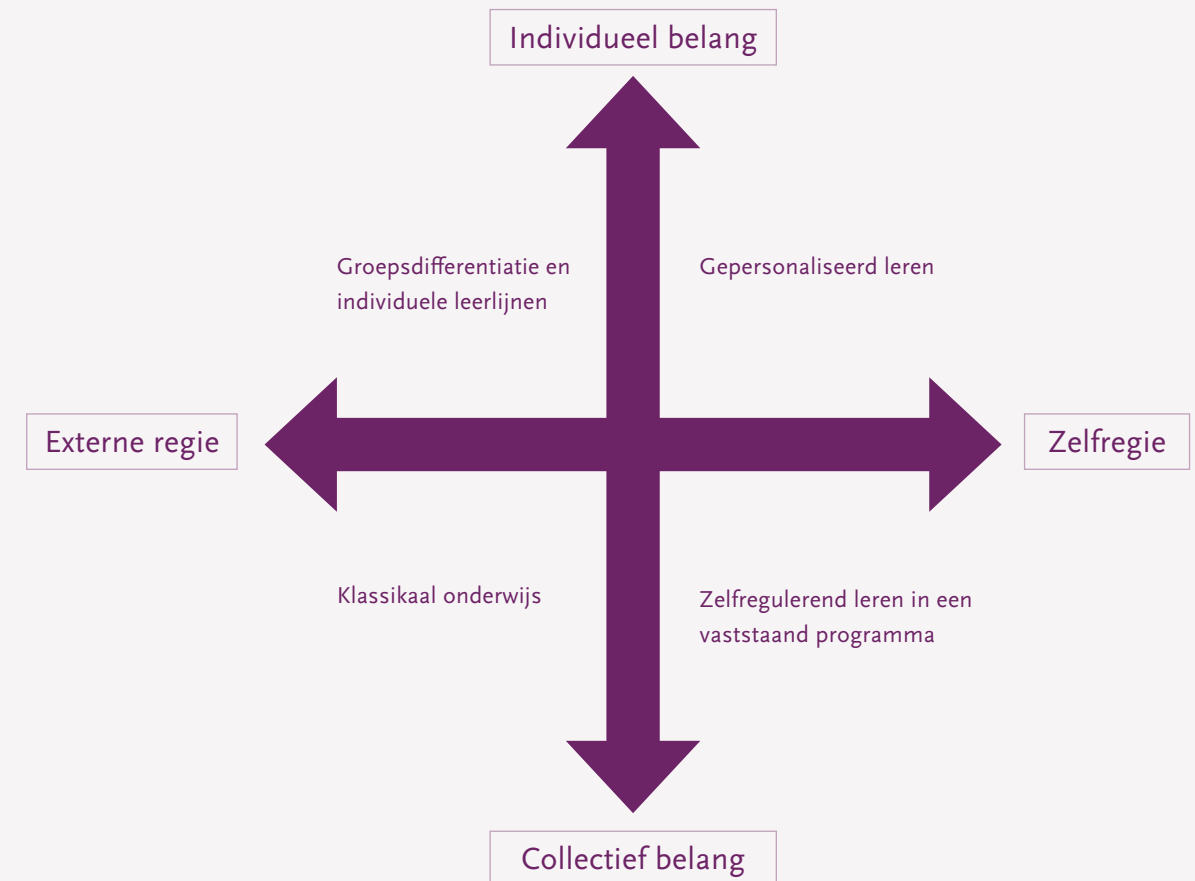 Individueel belang
Groepsdifferentiatie en
individuele leerlijnen
Gepersonaliseerd leren
Externe regie
Zelfregie
Klassikaal onderwijs
Zelfregulerend leren in een
vaststaand programma
Collectief belang